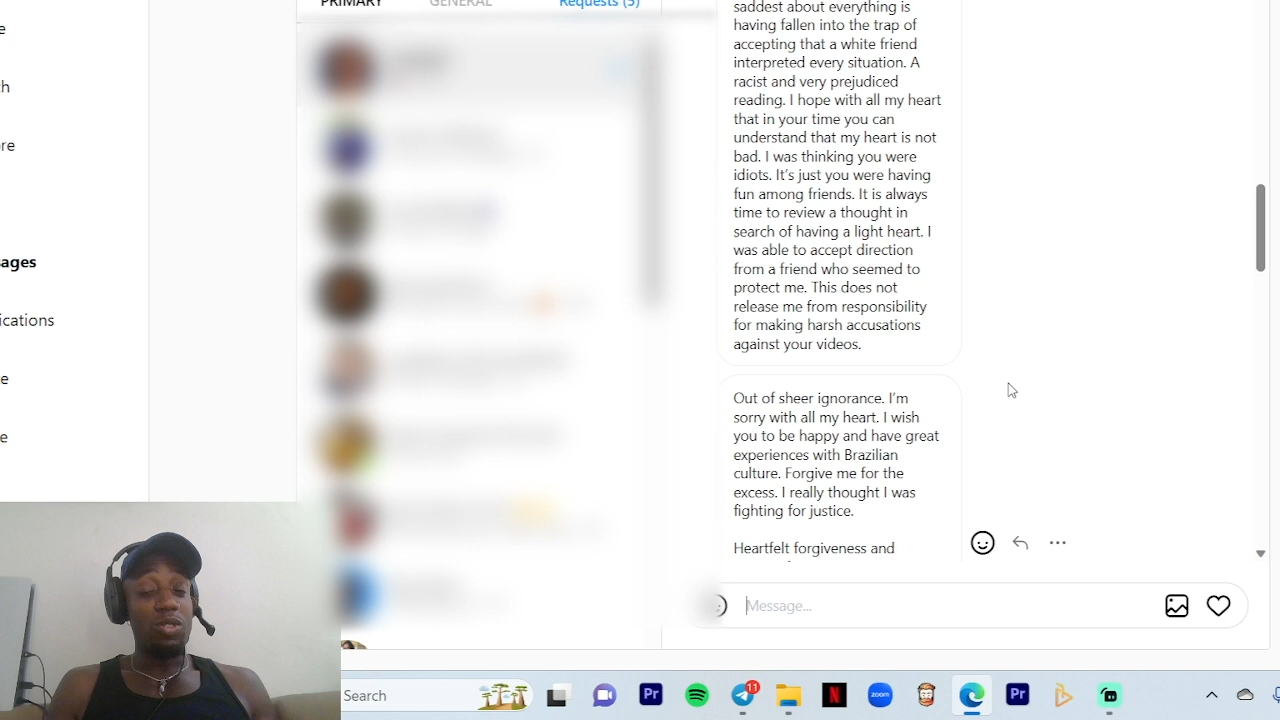 PRIMARY GENERAL Requests (5)
e
ch
ore
sages
ications
e
e
saddest about everything is
having fallen into the trap of
accepting that a white friend
interpreted every situation. A
racist and very prejudiced
reading. I hope with all my heart
that in your time you can
understand that my heart is not
bad. I was thinking you were
idiots. It's just you were having
fun among friends. It is always
time to review a thought in
search of having a light heart. I
was able to accept direction
from a friend who seemed to
protect me. This does not
release me from responsibility
for making harsh accusations
against your videos.
Out of sheer ignorance. I'm
sorry with all my heart. I wish
you to be happy and have great
experiences with Brazilian
culture. Forgive me for the
excess. I really thought I was
fighting for justice.
Heartfelt forgiveness and
Message...
Search
Pr
11
N
zoom
Pr